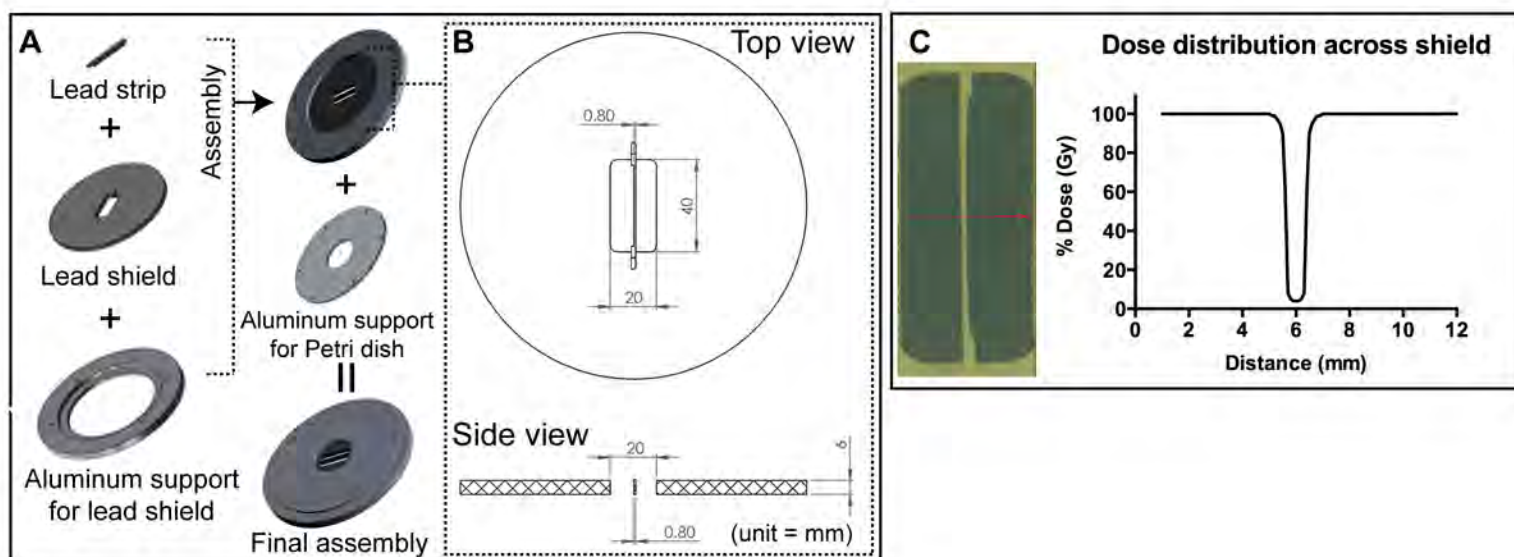 A
Lead strip
+
Lead shield
+
Aluminum support
for lead shield
Assembly
+
Aluminum support
for Petri dish
=
Final assembly
B
Top view
0.80
40
20
Side view
20
6
0.80
(unit = mm)
C
Dose distribution across shield
% Dose (Gy)
100
80
60
40
20
0
0 2 4 6 8 10 12
Distance (mm)